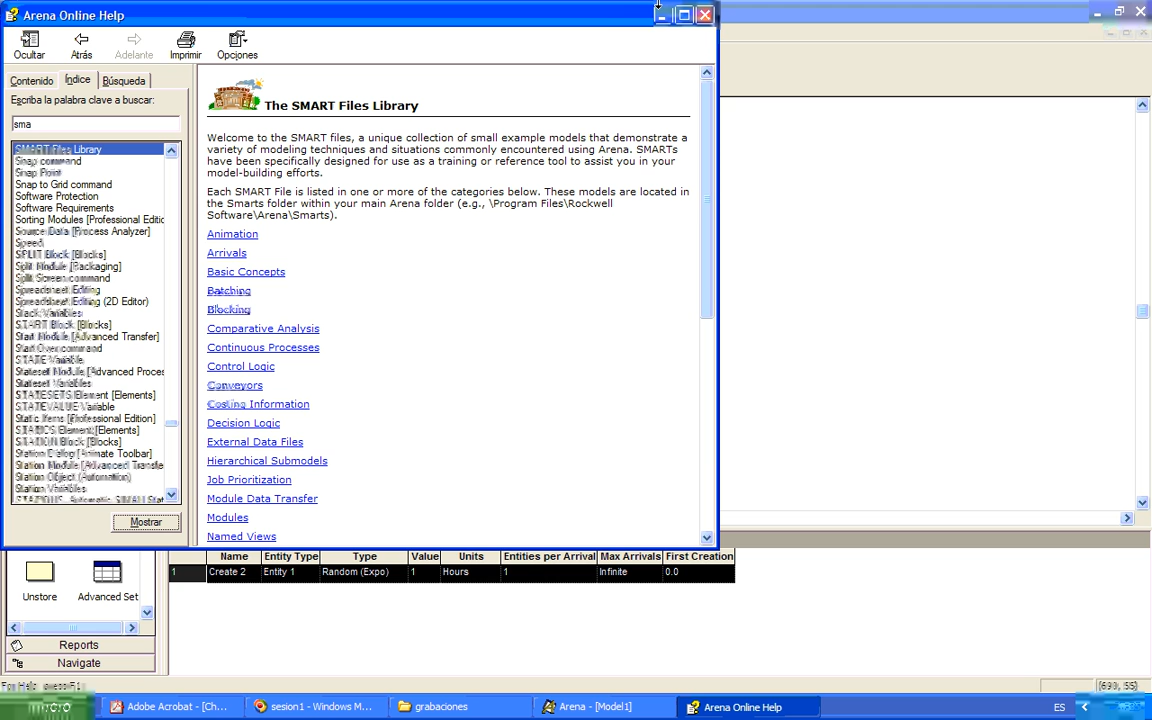 Arena Online Help
Ocultar
Atrás
Adelante
Imprimir
Opciones
Contenido
Índice
Búsqueda
Escriba la palabra clave a buscar:
sma
SMART Files Library
Snap command
Snap Point
Snap to Grid command
Software Protection
Software Requirements
Sorting Modules [Professional Editic
Source Data [Process Analyzer]
Speed
SPLIT Block [Blocks]
Split Module [Packaging]
Split Screen command
Spreadsheet Editing
Spreadsheet Editing (2D Editor)
Stack Variables
START Block [Blocks]
Start Module [Advanced Transfer]
Start Over command
STATE Variable
Stateset Module [Advanced Proces
Stateset Variables
STATESETS Element [Elements]
STATEVALUE Variable
Static Items [Professional Edition]
STATICS Element [Elements]
STATION Block [Blocks]
Station Dialog [Animate Toolbar]
Station Module [Advanced Transfe
Station Object (Automation)
Station Variables
Mostrar
The SMART Files Library
Welcome to the SMART files, a unique collection of small example models that demonstrate a
variety of modeling techniques and situations commonly encountered using Arena. SMARTs
have been specifically designed for use as a training or reference tool to assist you in your
model-building efforts.
Each SMART File is listed in one or more of the categories below. These models are located in
the Smarts folder within your main Arena folder (e.g., \Program Files\Rockwell
Software\Arena\Smarts).
Animation
Arrivals
Basic Concepts
Batching
Blocking
Comparative Analysis
Continuous Processes
Control Logic
Conveyors
Costing Information
Decision Logic
External Data Files
Hierarchical Submodels
Job Prioritization
Module Data Transfer
Modules
Named Views
Name Entity Type Type Value Units Entities per Arrival Max Arrivals First Creation
1 Create 2 Entity 1 Random (Expo) 1 Hours 1 Infinite 0.0
Unstore
Advanced Set
Reports
Navigate
For Help, press F1
(690, 55)
Adobe Acrobat - [Ch...
sesion1 - Windows M...
grabaciones
Arena - [Model1]
Arena Online Help
ES